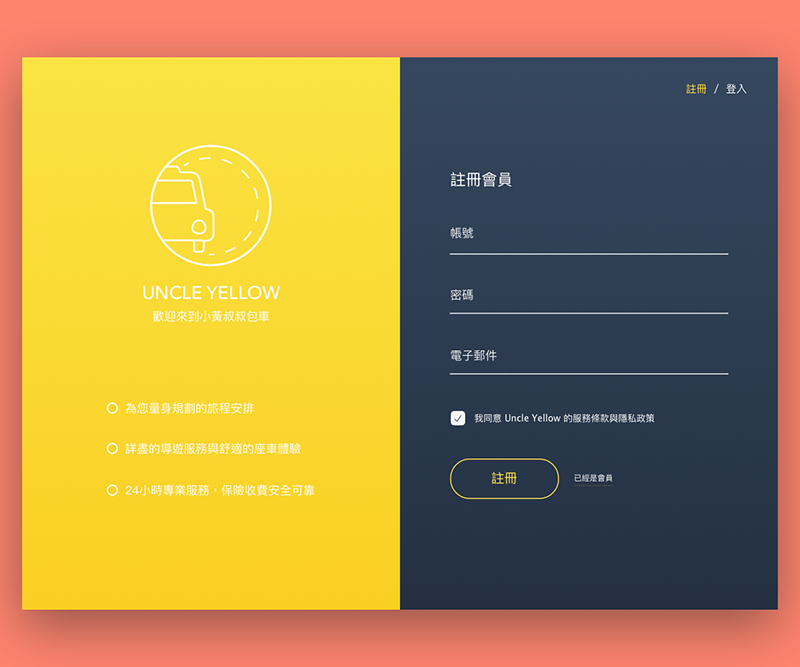 UNCLE YELLOW
歡迎來到小黃叔叔包車
為您量身規劃的旅程安排
詳盡的導遊服務與舒適的座車體驗
24小時專業服務，保險收費安全可靠
註冊 / 登入
註冊會員
帳號
密碼
電子郵件
我同意 Uncle Yellow 的服務條款與隱私政策
註冊
已經是會員